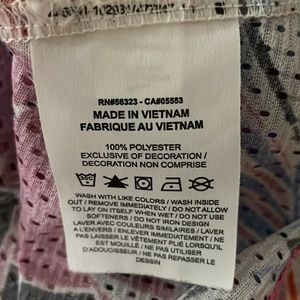 RN#56323 - CA#05553
MADE IN VIETNAM
FABRIQUE AU VIETNAM
100% POLYESTER
EXCLUSIVE OF DECORATION /
DECORATION NON COMPRISE
WASH WITH LIKE COLORS / WASH INSIDE
OUT / REMOVE IMMEDIATELY / DO NOT ALLOW
TO LAY ON ITSELF WHEN WET / DO NOT USE
SOFTENERS / DO NOT IRON DESIGN
LAVER AVEC COULEURS SIMILAIRES / LAVER
A L'ENVERS / ENLEVER IMMEDIATEMENT / NE
PAS LAISSER LE VÊTEMENT PLIÉ LORSQU'IL
EST MOUILLÉ / NE PAS UTILISER
D'ADOUCISSEUR / NE PAS REPASSER LE
DESSIN